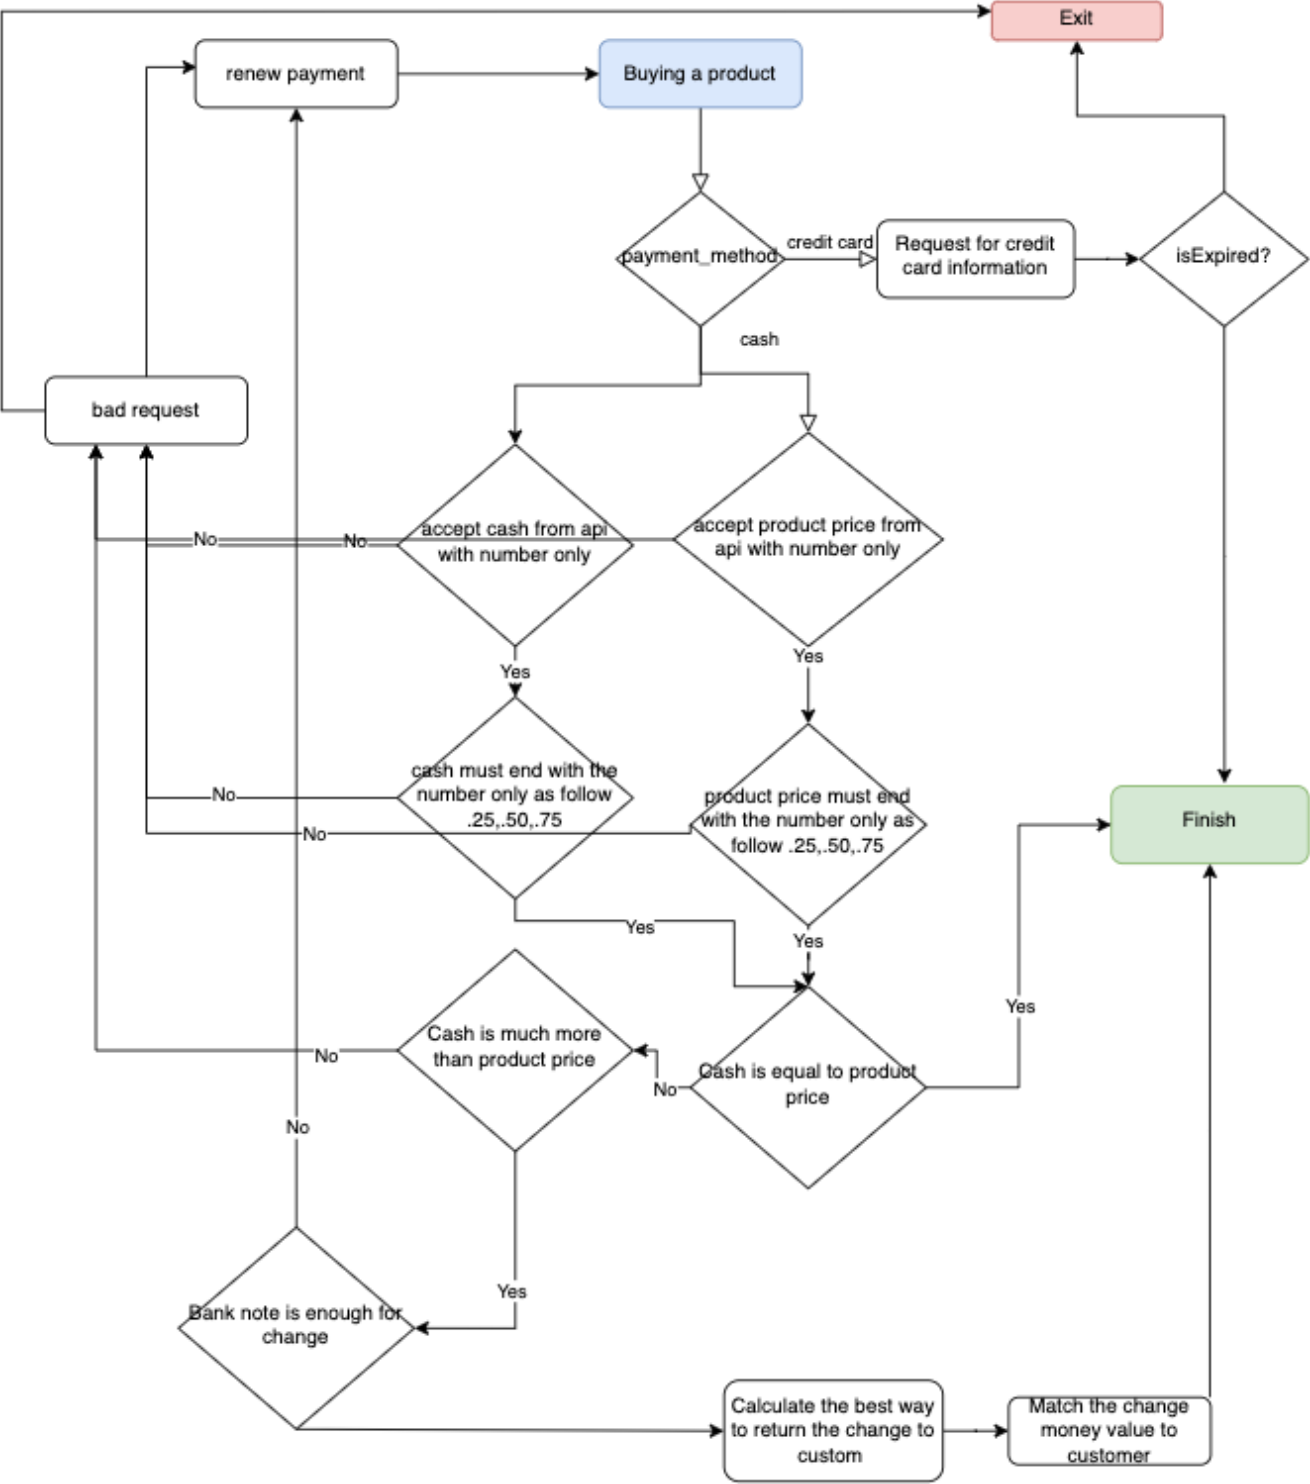 Exit
renew payment
Buying a product
payment_method
credit card
Request for credit
card information
isExpired?
cash
bad request
accept cash from api
with number only
accept product price from
api with number only
No
No
Yes
Yes
cash must end with the
number only as follow
.25,.50,.75
product price must end
with the number only as
follow .25,.50,.75
No
No
Finish
Yes
Yes
Yes
Cash is much more
than product price
Cash is equal to product
price
No
No
No
Yes
Bank note is enough for
change
Calculate the best way
to return the change to
custom
Match the change
money value to
customer